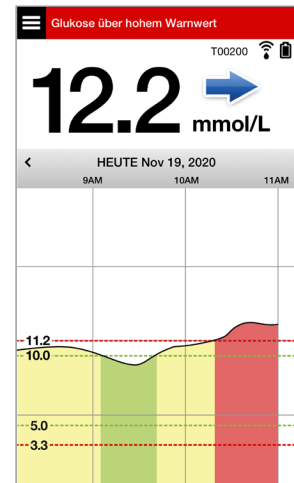 Glukose über hohem Warnwert
T00200
12.2 mmol/L
HEUTE Nov 19, 2020
9AM 10AM 11AM
11.2
10.0
5.0
3.3